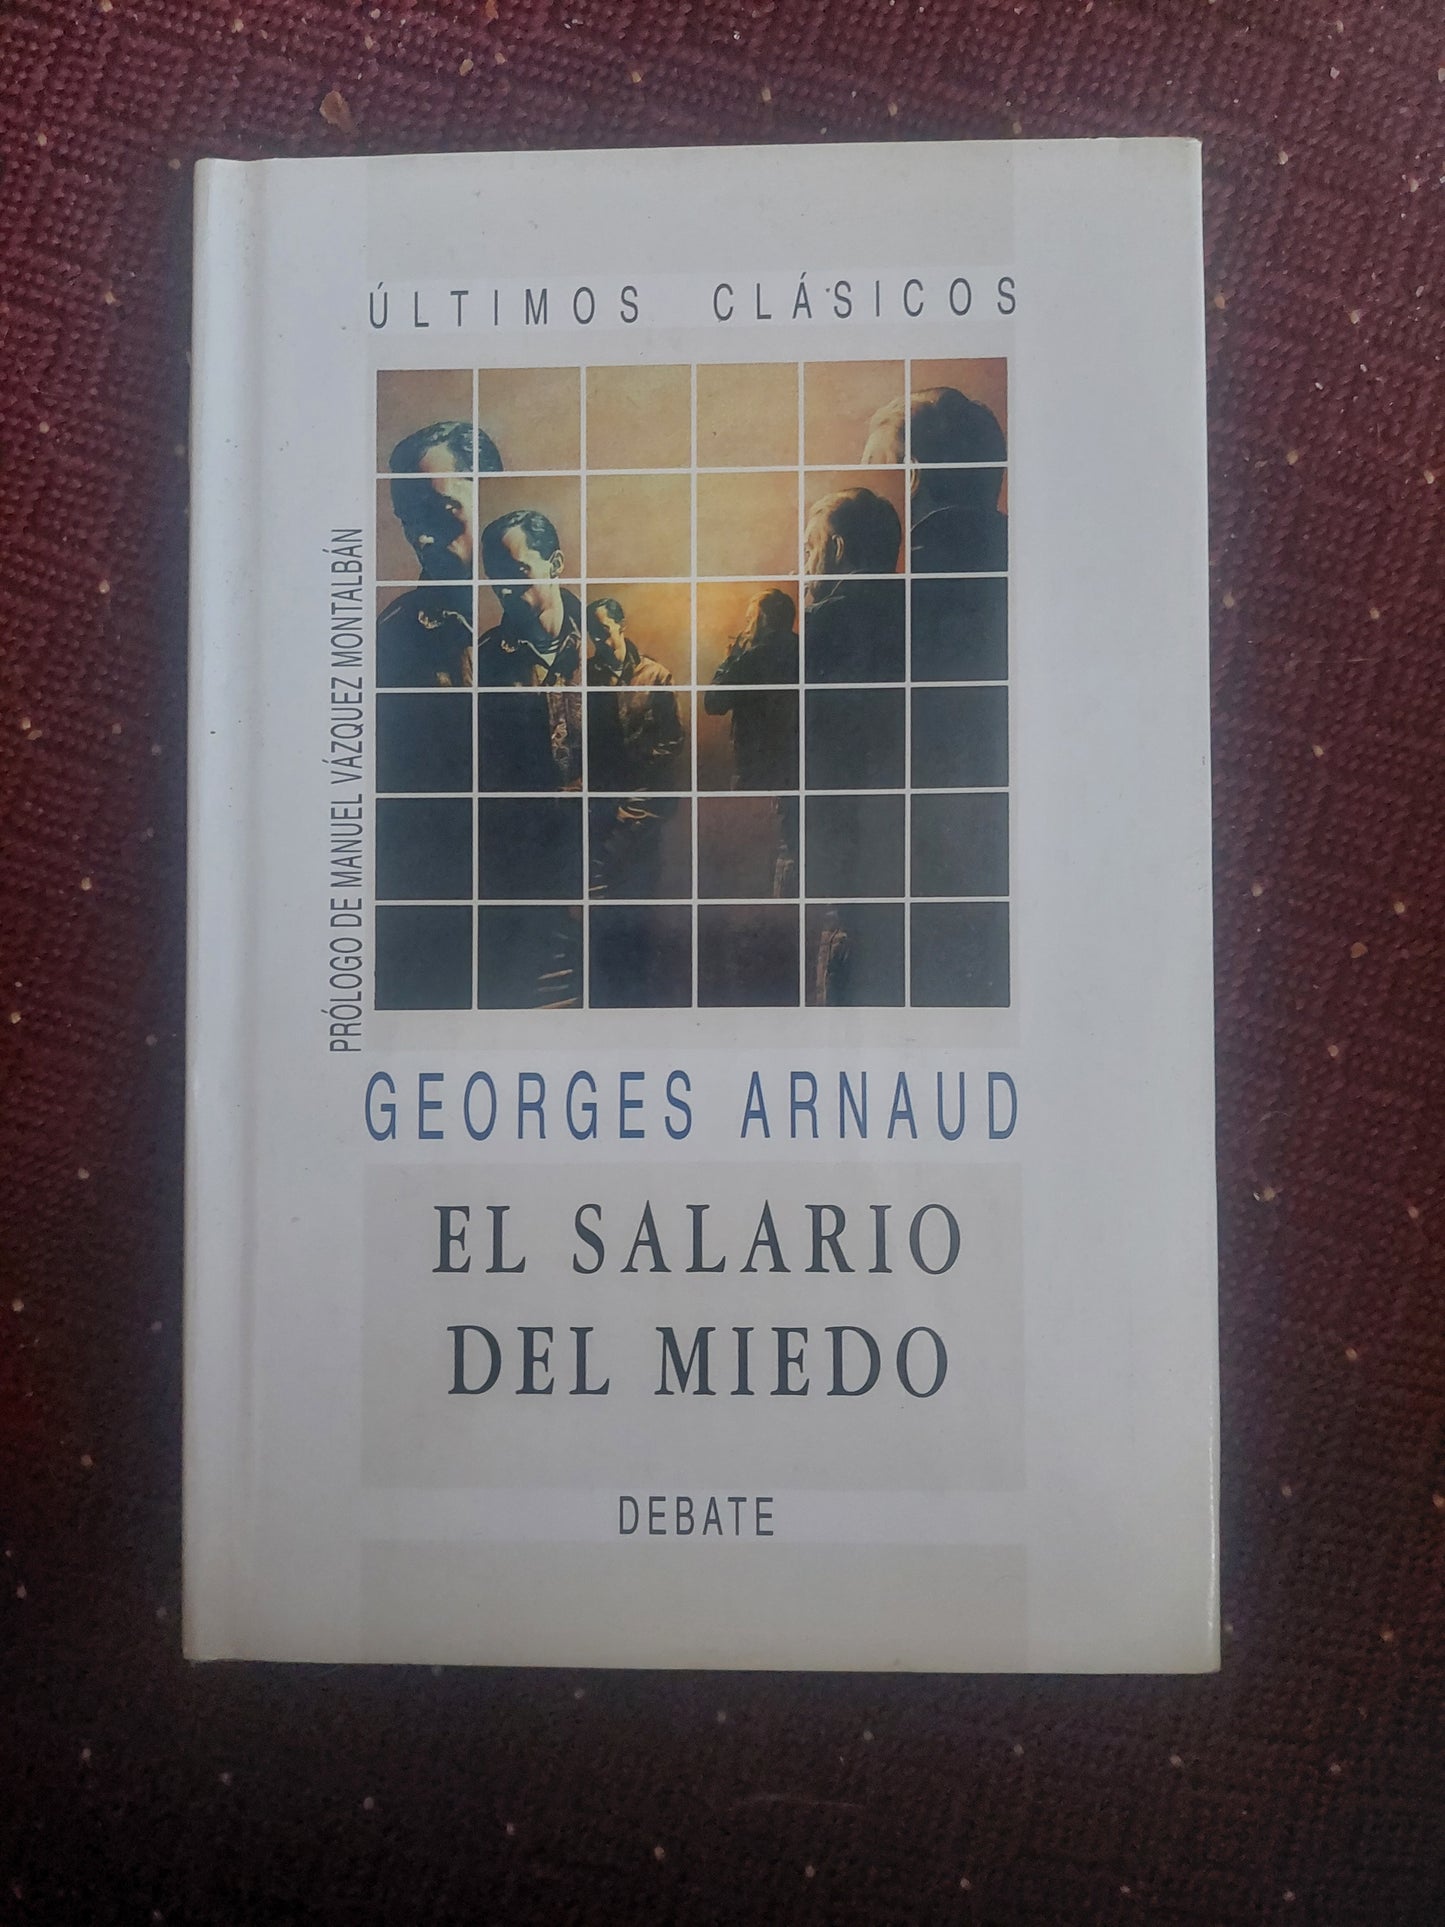 ÚLTIMOS CLÁSICOS
PRÓLOGO DE MANUEL VÁZQUEZ MONTALBÁN
GEORGES ARNAUD
EL SALARIO
DEL MIEDO
DEBATE